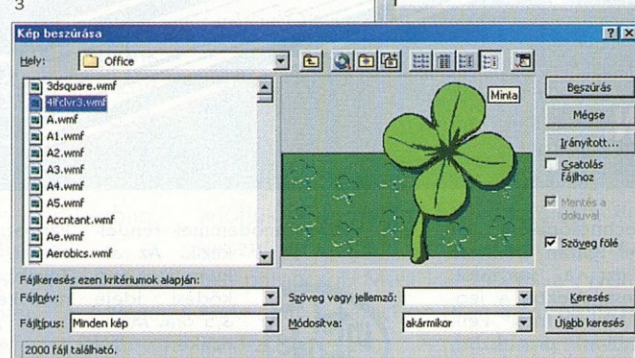 3
Kép beszúrása
Hely: Office
3dsquare.wmf
4lfclvr3.wmf
A.wmf
A1.wmf
A2.wmf
A3.wmf
A4.wmf
A5.wmf
Accntant.wmf
Ae.wmf
Aerobics.wmf
Minta
Beszúrás
Mégse
Irányított...
Csatolás
fájlhoz
Mentés a
dokuval
Szöveg fölé
Fájlkeresés ezen kritériumok alapján:
Fájlnév: Szöveg vagy jellemző: Keresés
Fájltípus: Minden kép Módosítva: akármikor Újabb keresés
2000 fájl található.